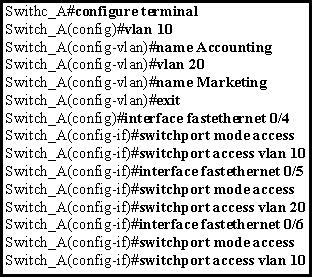 Swithc_A#configure terminal
Switch_A(config)#vlan 10
Switch_A(config-vlan)#name Accounting
Switch_A(config-vlan)#vlan 20
Switch_A(config-vlan)#name Marketing
Switch_A(config-vlan)#exit
Switch_A(config)#interface fastethernet 0/4
Switch_A(config-if)#switchport mode access
Switch_A(config-if)#switchport access vlan 10
Switch_A(config-if)#interface fastethernet 0/5
Switch_A(config-if)#switchport mode access
Switch_A(config-if)#switchport access vlan 20
Switch_A(config-if)#interface fastethernet 0/6
Switch_A(config-if)#switchport mode access
Switch_A(config-if)#switchport access vlan 10